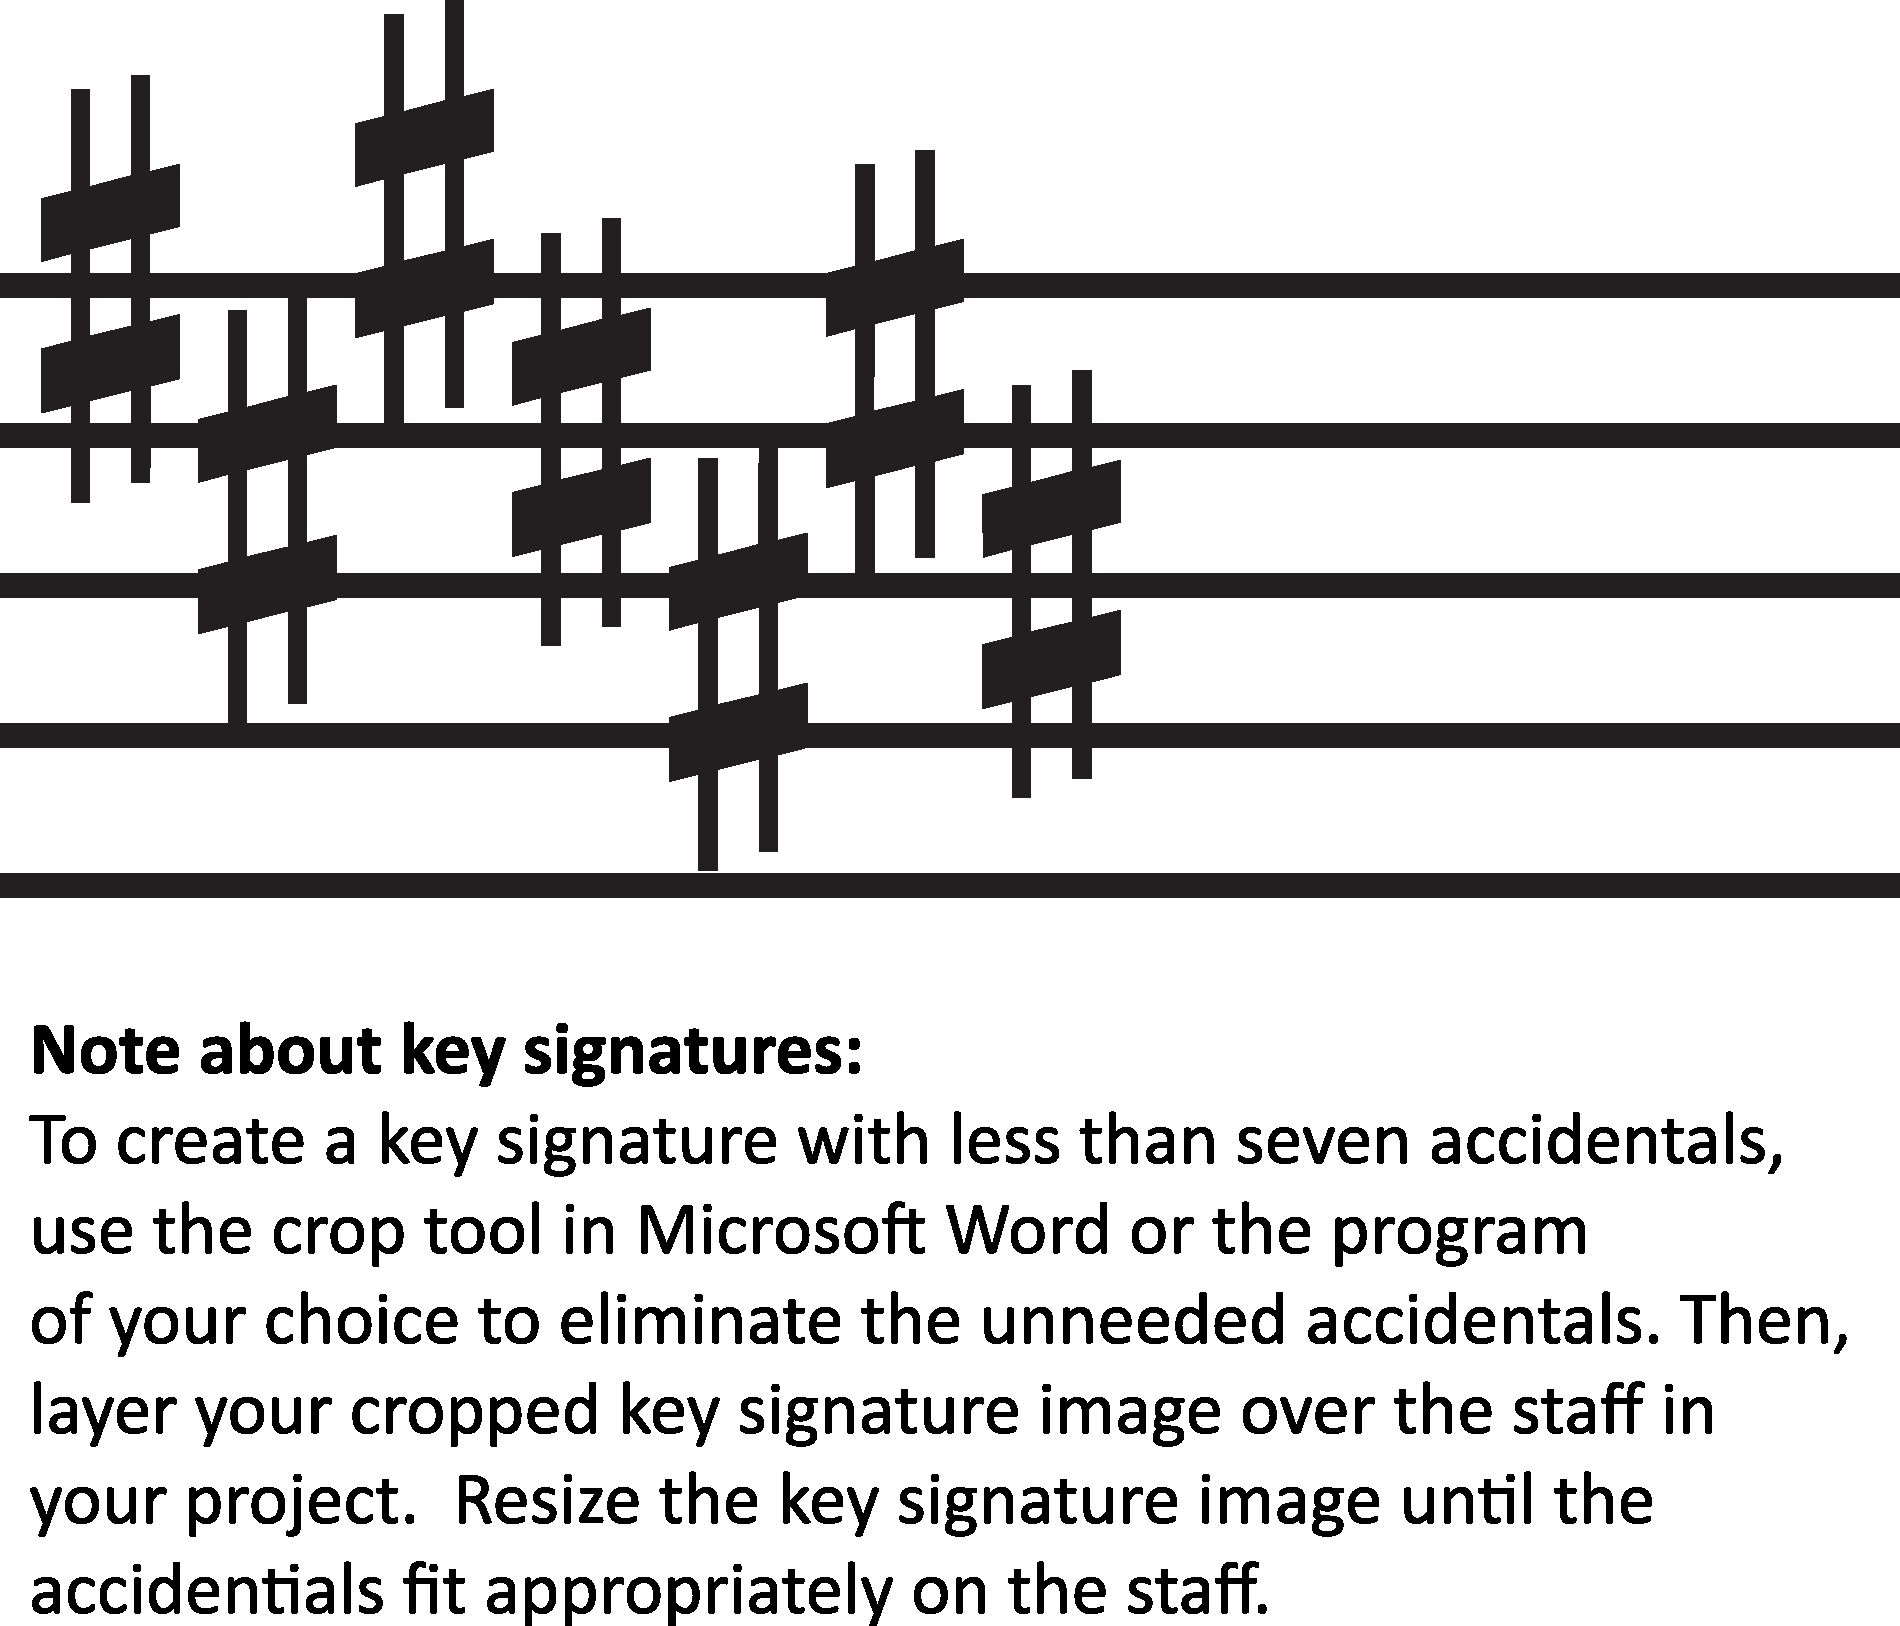 Note about key signatures:
To create a key signature with less than seven accidentals,
use the crop tool in Microsoft Word or the program
of your choice to eliminate the unneeded accidentals. Then,
layer your cropped key signature image over the staff in
your project.  Resize the key signature image until the
accidentials fit appropriately on the staff.